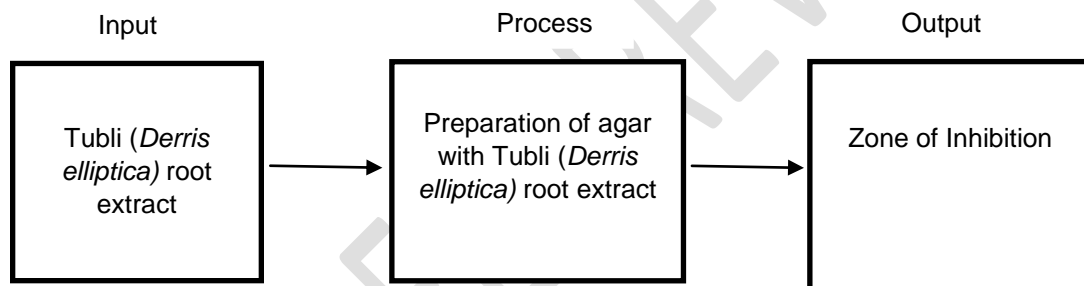 Input
Process
Output
Tubli (Derris
elliptica) root
extract
Preparation of agar
with Tubli (Derris
elliptica) root extract
Zone of Inhibition